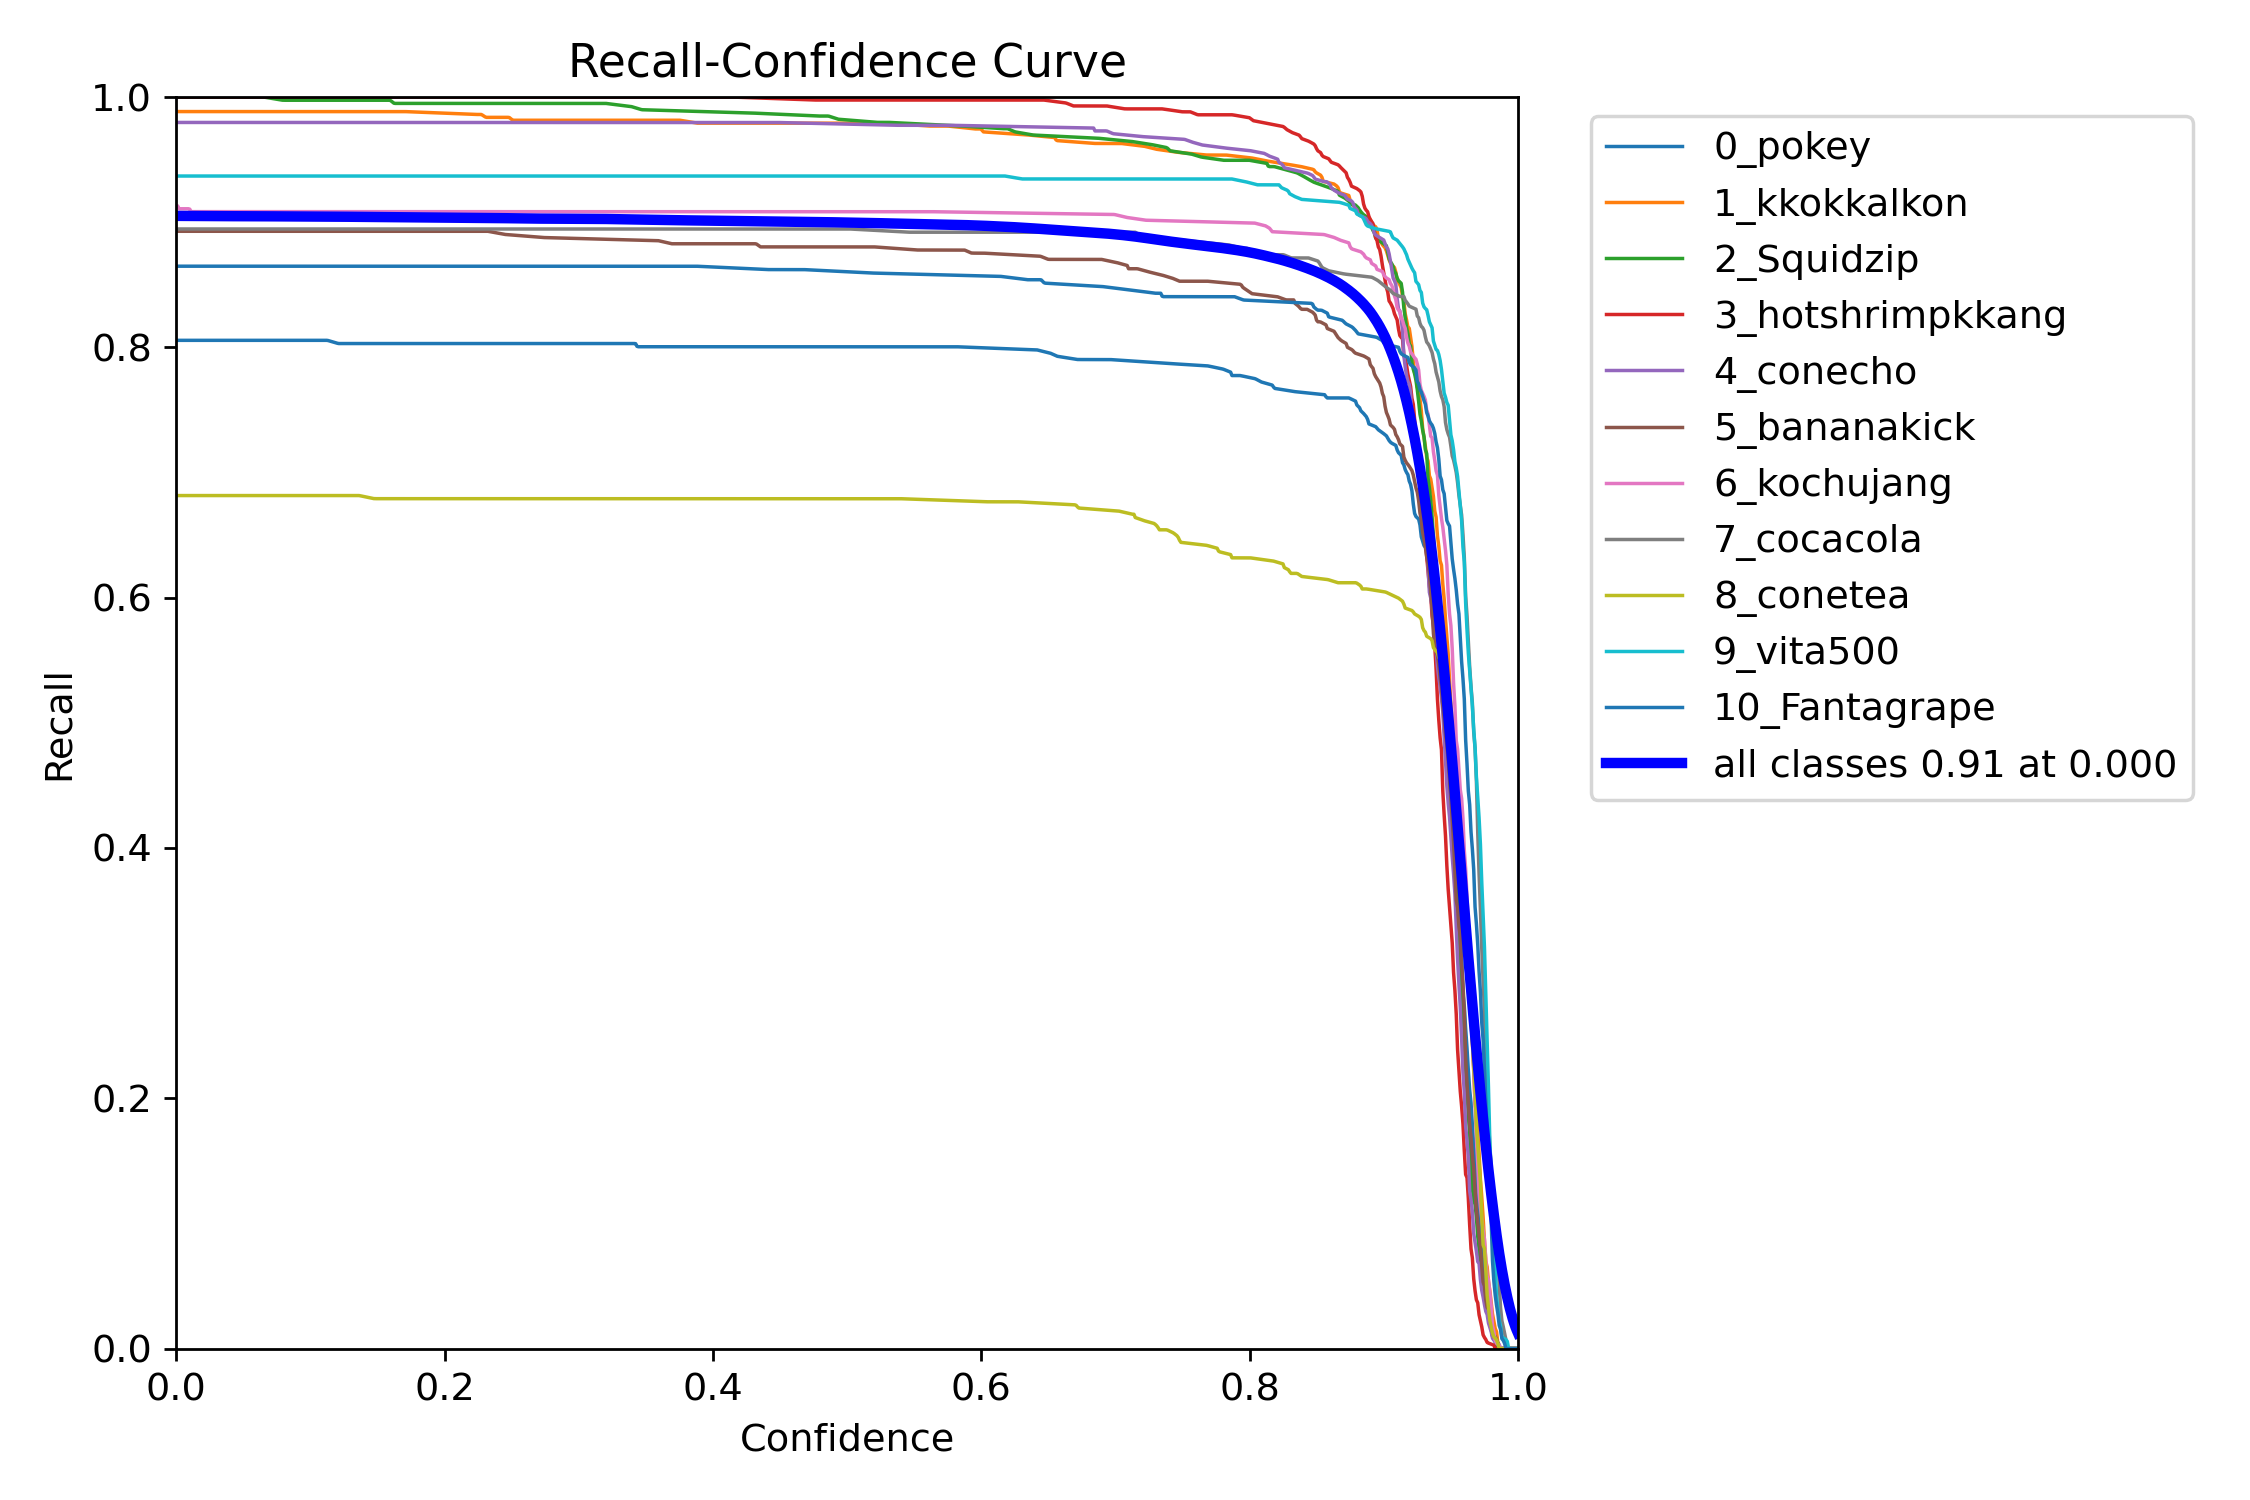 Recall-Confidence Curve
1.0
0.8
0.6
0.4
0.2
0.0
Recall
0.0 0.2 0.4 0.6 0.8 1.0
Confidence
0_pokey
1_kkokkalkon
2_Squidzip
3_hotshrimpkkang
4_conecho
5_bananakick
6_kochujang
7_cocacola
8_conetea
9_vita500
10_Fantagrape
all classes 0.91 at 0.000